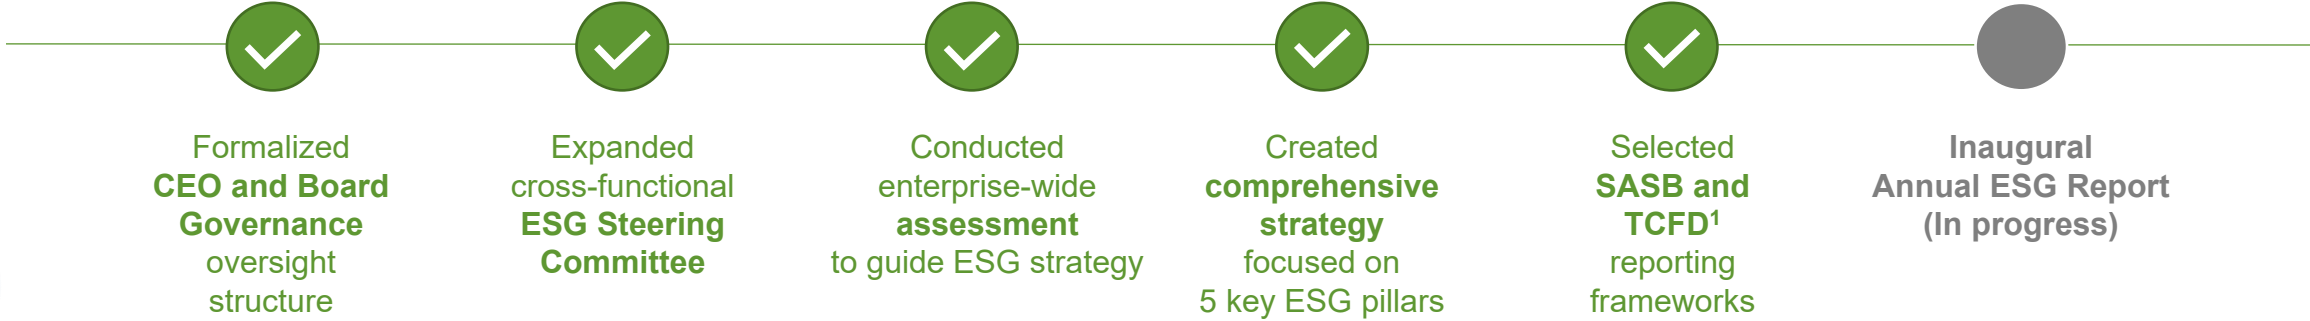 Formalized
CEO and Board
Governance
oversight
structure
Expanded
cross-functional
ESG Steering
Committee
Conducted
enterprise-wide
assessment
to guide ESG strategy
Created
comprehensive
strategy
focused on
5 key ESG pillars
Selected
SASB and
TCFD¹
reporting
frameworks
Inaugural
Annual ESG Report
(In progress)